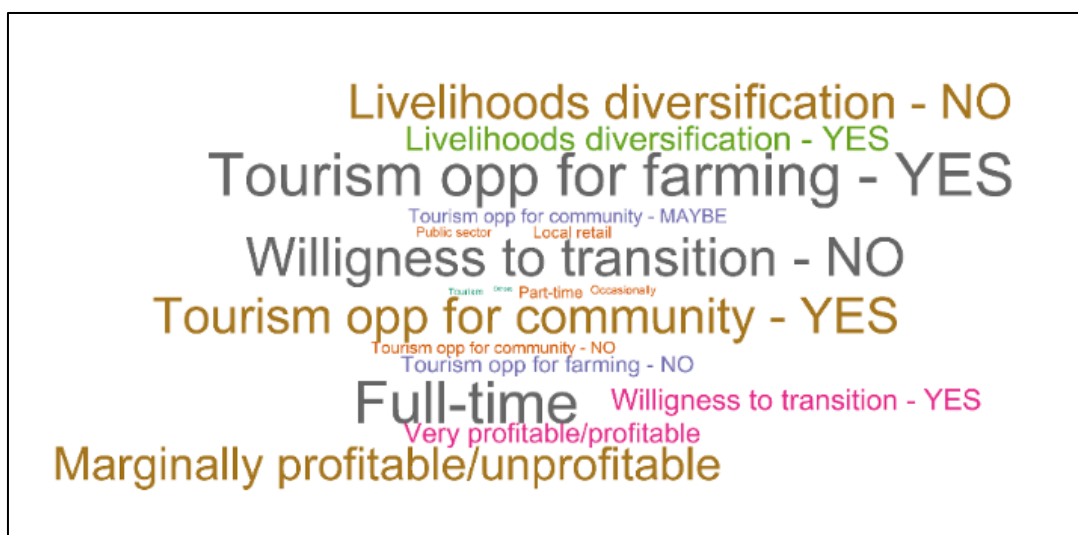 Livelihoods diversification - NO
Livelihoods diversification - YES
Tourism opp for farming - YES
Tourism opp for community - MAYBE
Public sector Local retail
Willigness to transition - NO
Tourism Part-time Occasionally
Tourism opp for community - YES
Tourism opp for community - NO
Tourism opp for farming - NO
Full-time Willigness to transition - YES
Very profitable/profitable
Marginally profitable/unprofitable